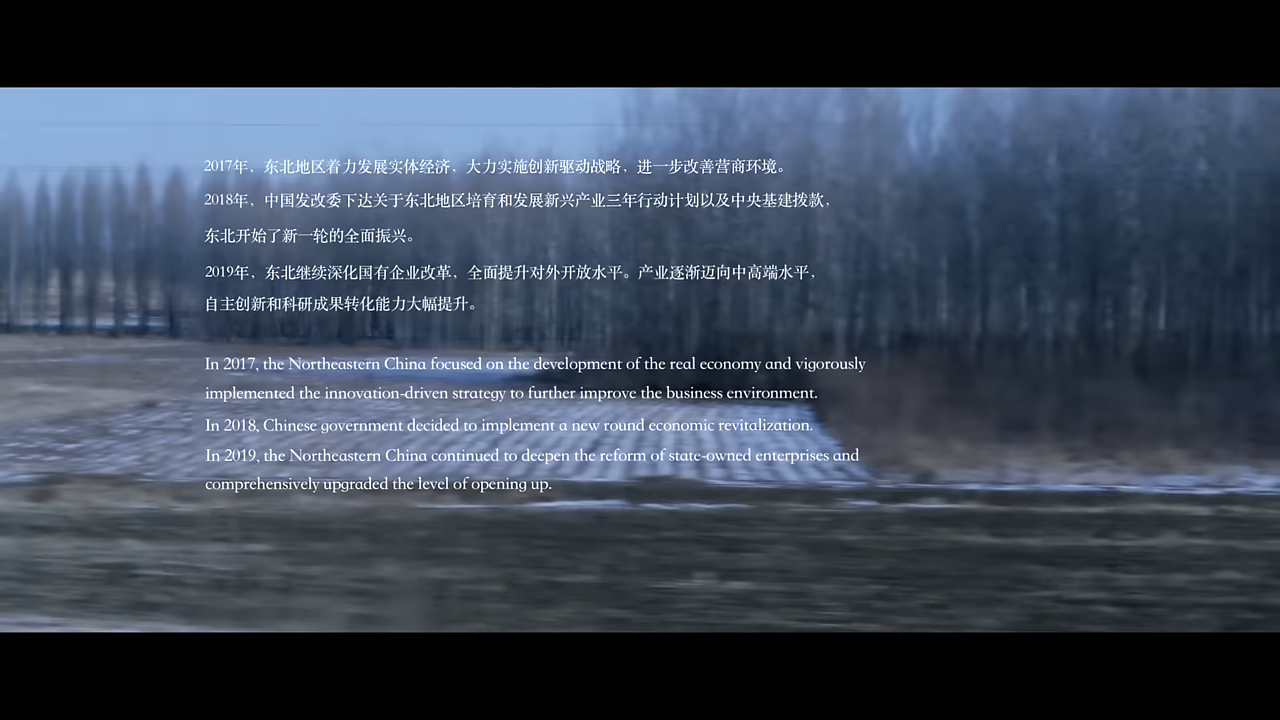 2017年，东北地区着力发展实体经济，大力实施创新驱动战略，进一步改善营商环境。
2018年，中国发改委下达关于东北地区培育和发展新兴产业三年行动计划以及中央基建拨款，
东北开始了新一轮的全面振兴。
2019年，东北继续深化国有企业改革，全面提升对外开放水平。产业逐渐迈向中高端水平，
自主创新和科研成果转化能力大幅提升。
In 2017, the Northeastern China focused on the development of the real economy and vigorously
implemented the innovation-driven strategy to further improve the business environment.
In 2018, Chinese government decided to implement a new round economic revitalization.
In 2019, the Northeastern China continued to deepen the reform of state-owned enterprises and
comprehensively upgraded the level of opening up.